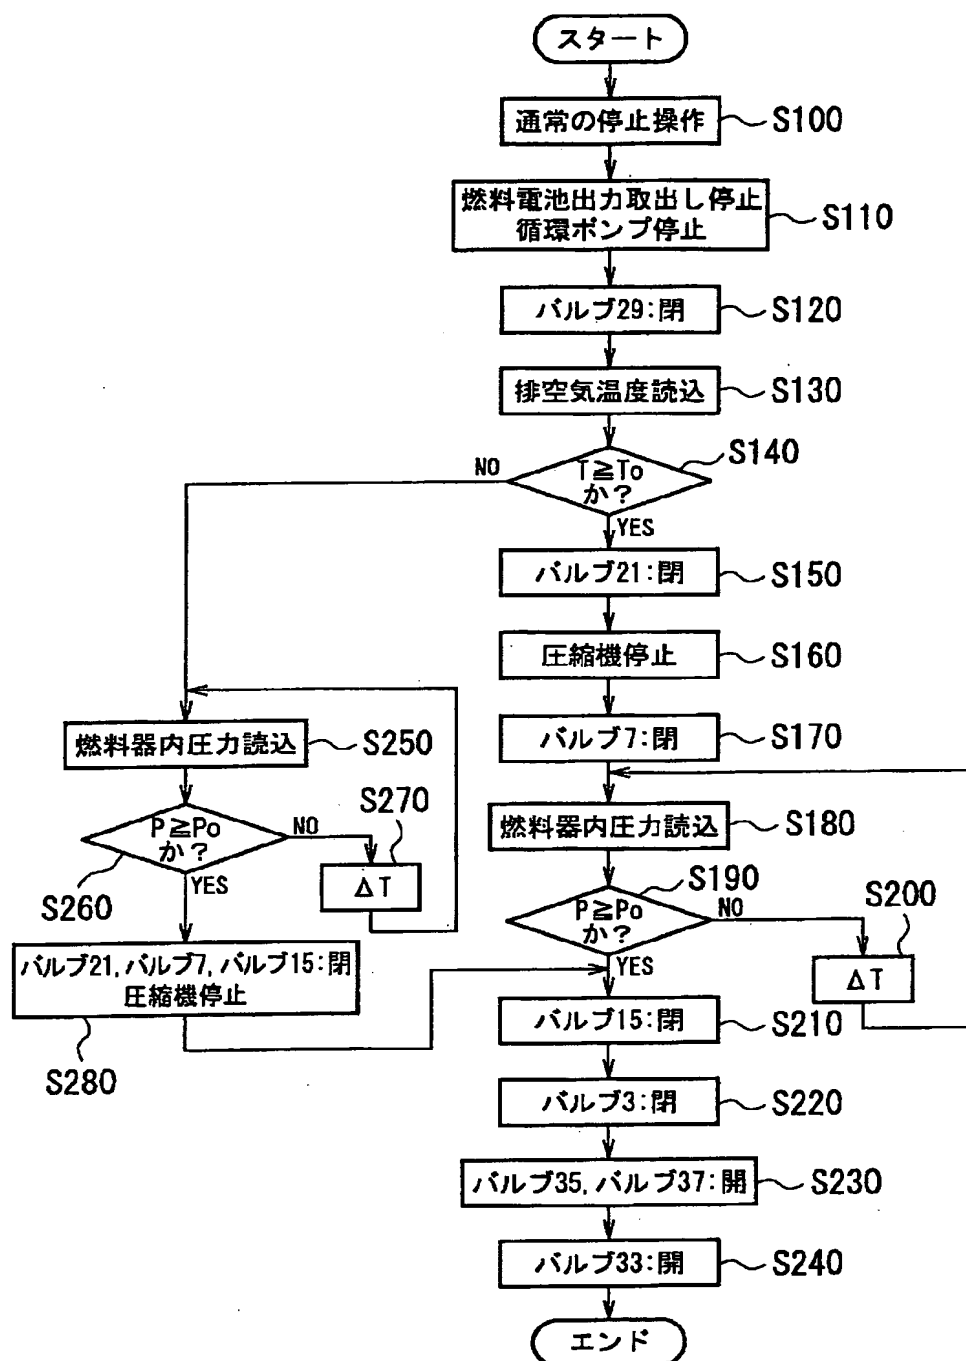 スタート
通常の停止操作
S100
燃料電池出力取出し停止
循環ポンプ停止
S110
バルブ29:閉
S120
排空気温度読込
S130
T≧To
か?
S140
NO
YES
バルブ21:閉
S150
圧縮機停止
S160
バルブ7:閉
S170
燃料器内圧力読込
S180
P≧Po
か?
S190
NO
YES
S200
ΔT
燃料器内圧力読込
S250
P≧Po
か?
S260
NO
YES
S270
ΔT
バルブ21,バルブ7,バルブ15:閉
圧縮機停止
S280
バルブ15:閉
S210
バルブ3:閉
S220
バルブ35,バルブ37:開
S230
バルブ33:開
S240
エンド